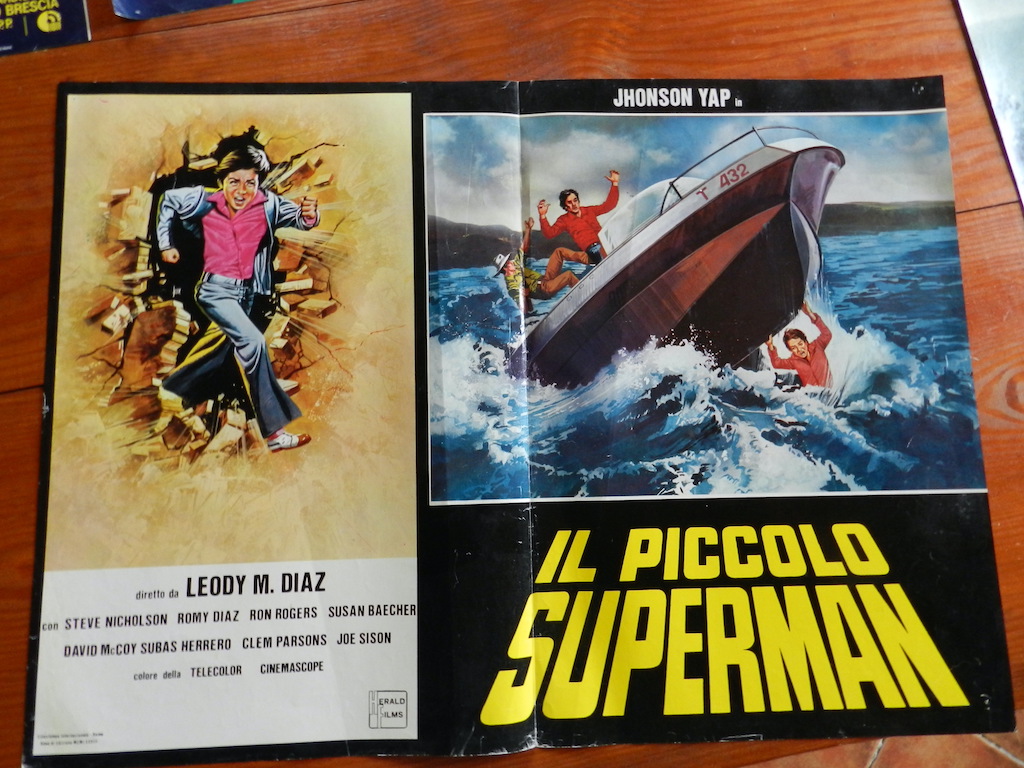 BRESCIA
P.P.
JHONSON YAP in
T 432
IL PICCOLO
SUPERMAN
diretto da LEODY M. DIAZ
con STEVE NICHOLSON ROMY DIAZ RON ROGERS SUSAN BAECHER
DAVID McCOY SUBAS HERRERO CLEM PARSONS JOE SISON
colore della TELECOLOR CINEMASCOPE
HERALD
FILMS